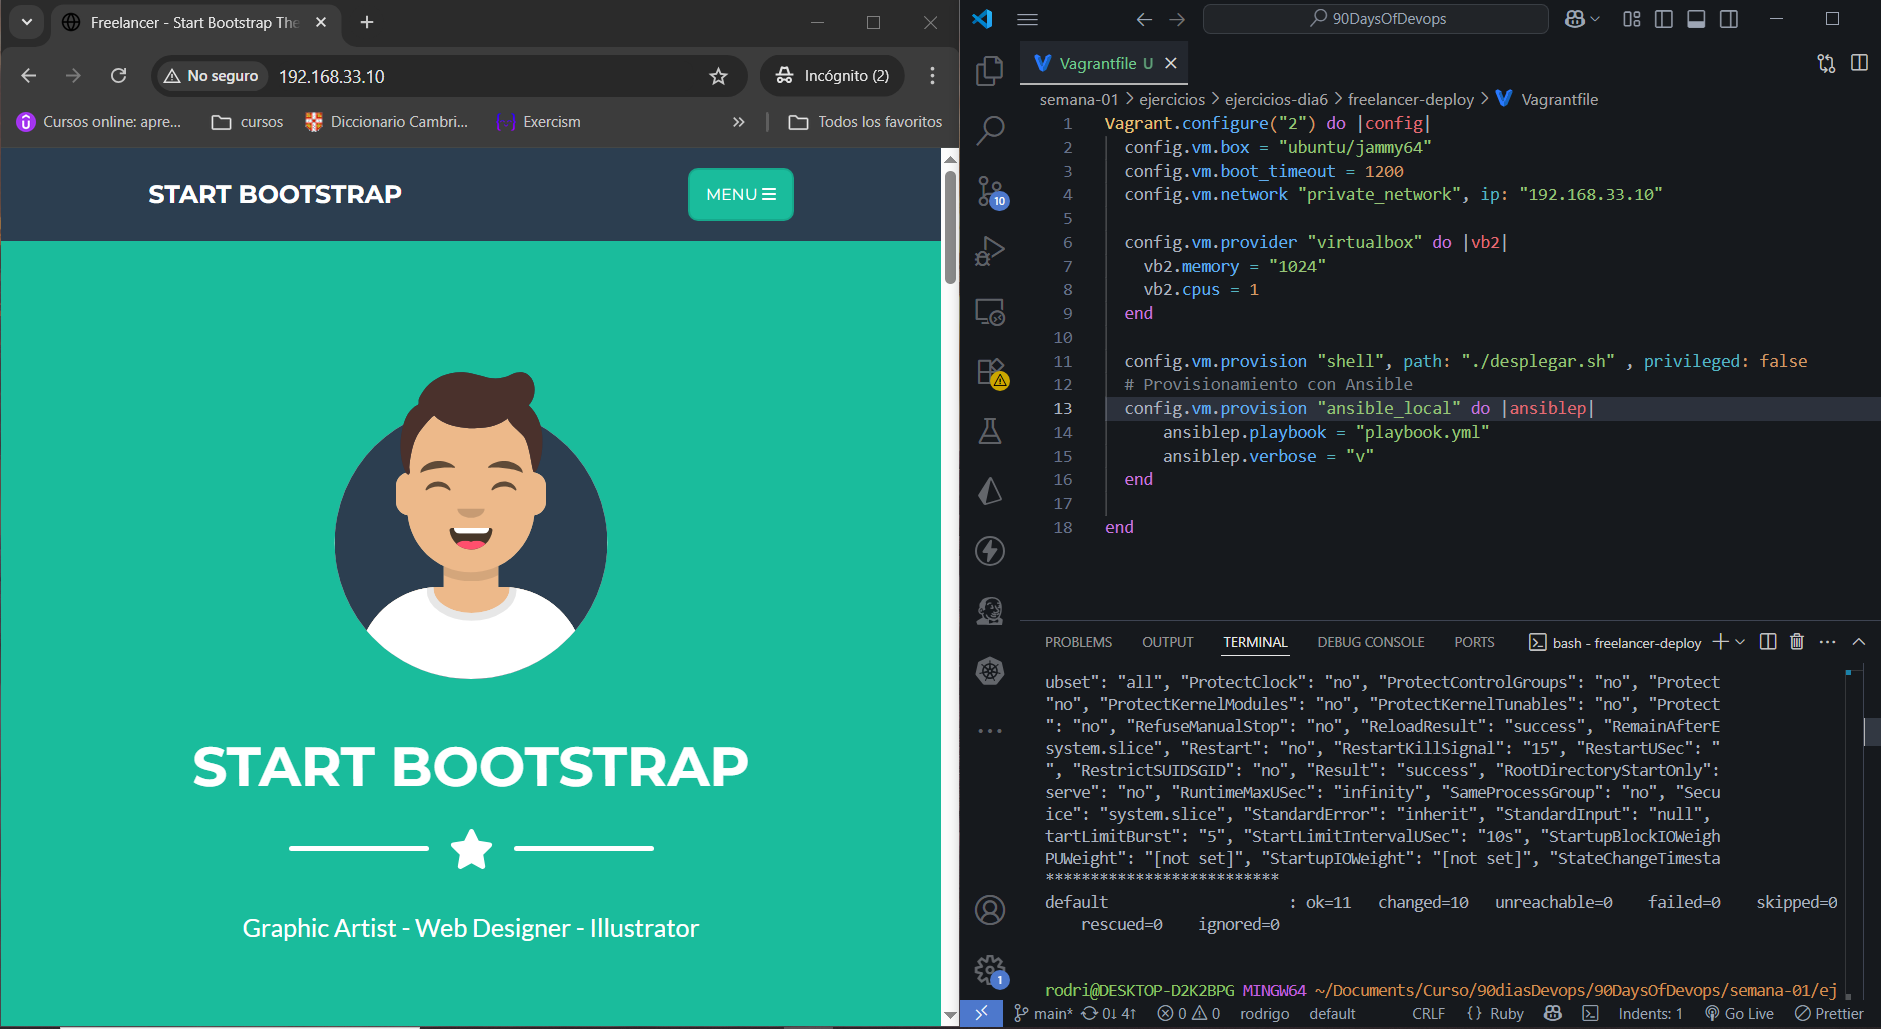 Freelancer - Start Bootstrap The
No seguro
192.168.33.10
Incógnito (2)
Cursos online: apre...
cursos
Diccionario Cambri...
Exercism
»
Todos los favoritos
START BOOTSTRAP
MENU
START BOOTSTRAP
Graphic Artist - Web Designer - Illustrator
90DaysOfDevops
Vagrantfile U
semana-01 > ejercicios > ejercicios-dia6 > freelancer-deploy > Vagrantfile
1 Vagrant.configure("2") do |config|
2 config.vm.box = "ubuntu/jammy64"
3 config.vm.boot_timeout = 1200
4 config.vm.network "private_network", ip: "192.168.33.10"
5
6 config.vm.provider "virtualbox" do |vb2|
7 vb2.memory = "1024"
8 vb2.cpus = 1
9 end
10
11 config.vm.provision "shell", path: "./desplegar.sh" , privileged: false
12 # Provisionamiento con Ansible
13 config.vm.provision "ansible_local" do |ansiblep|
14 ansiblep.playbook = "playbook.yml"
15 ansiblep.verbose = "v"
16 end
17
18 end
10
1
PROBLEMS OUTPUT TERMINAL DEBUG CONSOLE PORTS bash - freelancer-deploy
ubset": "all", "ProtectClock": "no", "ProtectControlGroups": "no", "Protect
"no", "ProtectKernelModules": "no", "ProtectKernelTunables": "no", "Protect
": "no", "RefuseManualStop": "no", "ReloadResult": "success", "RemainAfterE
system.slice", "Restart": "no", "RestartKillSignal": "15", "RestartUSec": "
", "RestrictSUIDSGID": "no", "Result": "success", "RootDirectoryStartOnly":
serve": "no", "RuntimeMaxUSec": "infinity", "SameProcessGroup": "no", "Secu
ice": "system.slice", "StandardError": "inherit", "StandardInput": "null",
tartLimitBurst": "5", "StartLimitIntervalUSec": "10s", "StartupBlockIOWeigh
PUWeight": "[not set]", "StartupIOWeight": "[not set]", "StateChangeTimesta
**************************
default : ok=11 changed=10 unreachable=0 failed=0 skipped=0
rescued=0 ignored=0
rodri@DESKTOP-D2K2BPG MINGW64 ~/Documents/Curso/90diasDevops/90DaysOfDevops/semana-01/ej
main* 0↓ 4↑ 0 0 rodrigo default CRLF {} Ruby Indents: 1 Go Live Prettier